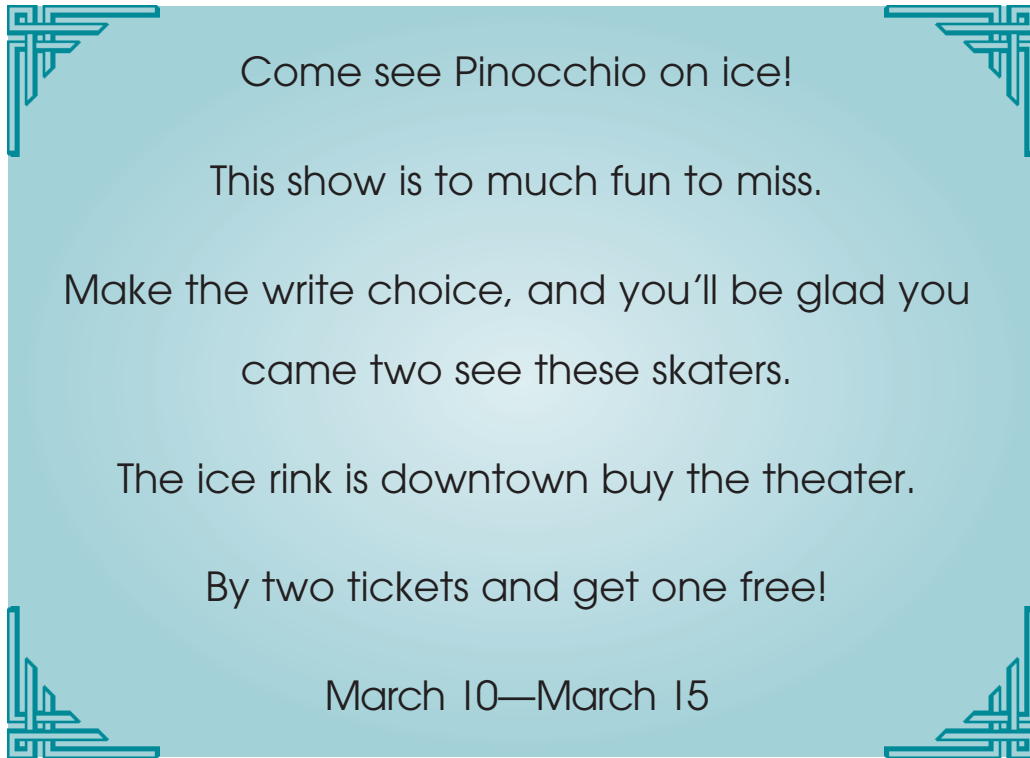 Come see Pinocchio on ice!
This show is to much fun to miss.
Make the write choice, and you’ll be glad you
came two see these skaters.
The ice rink is downtown buy the theater.
By two tickets and get one free!
March 10—March 15